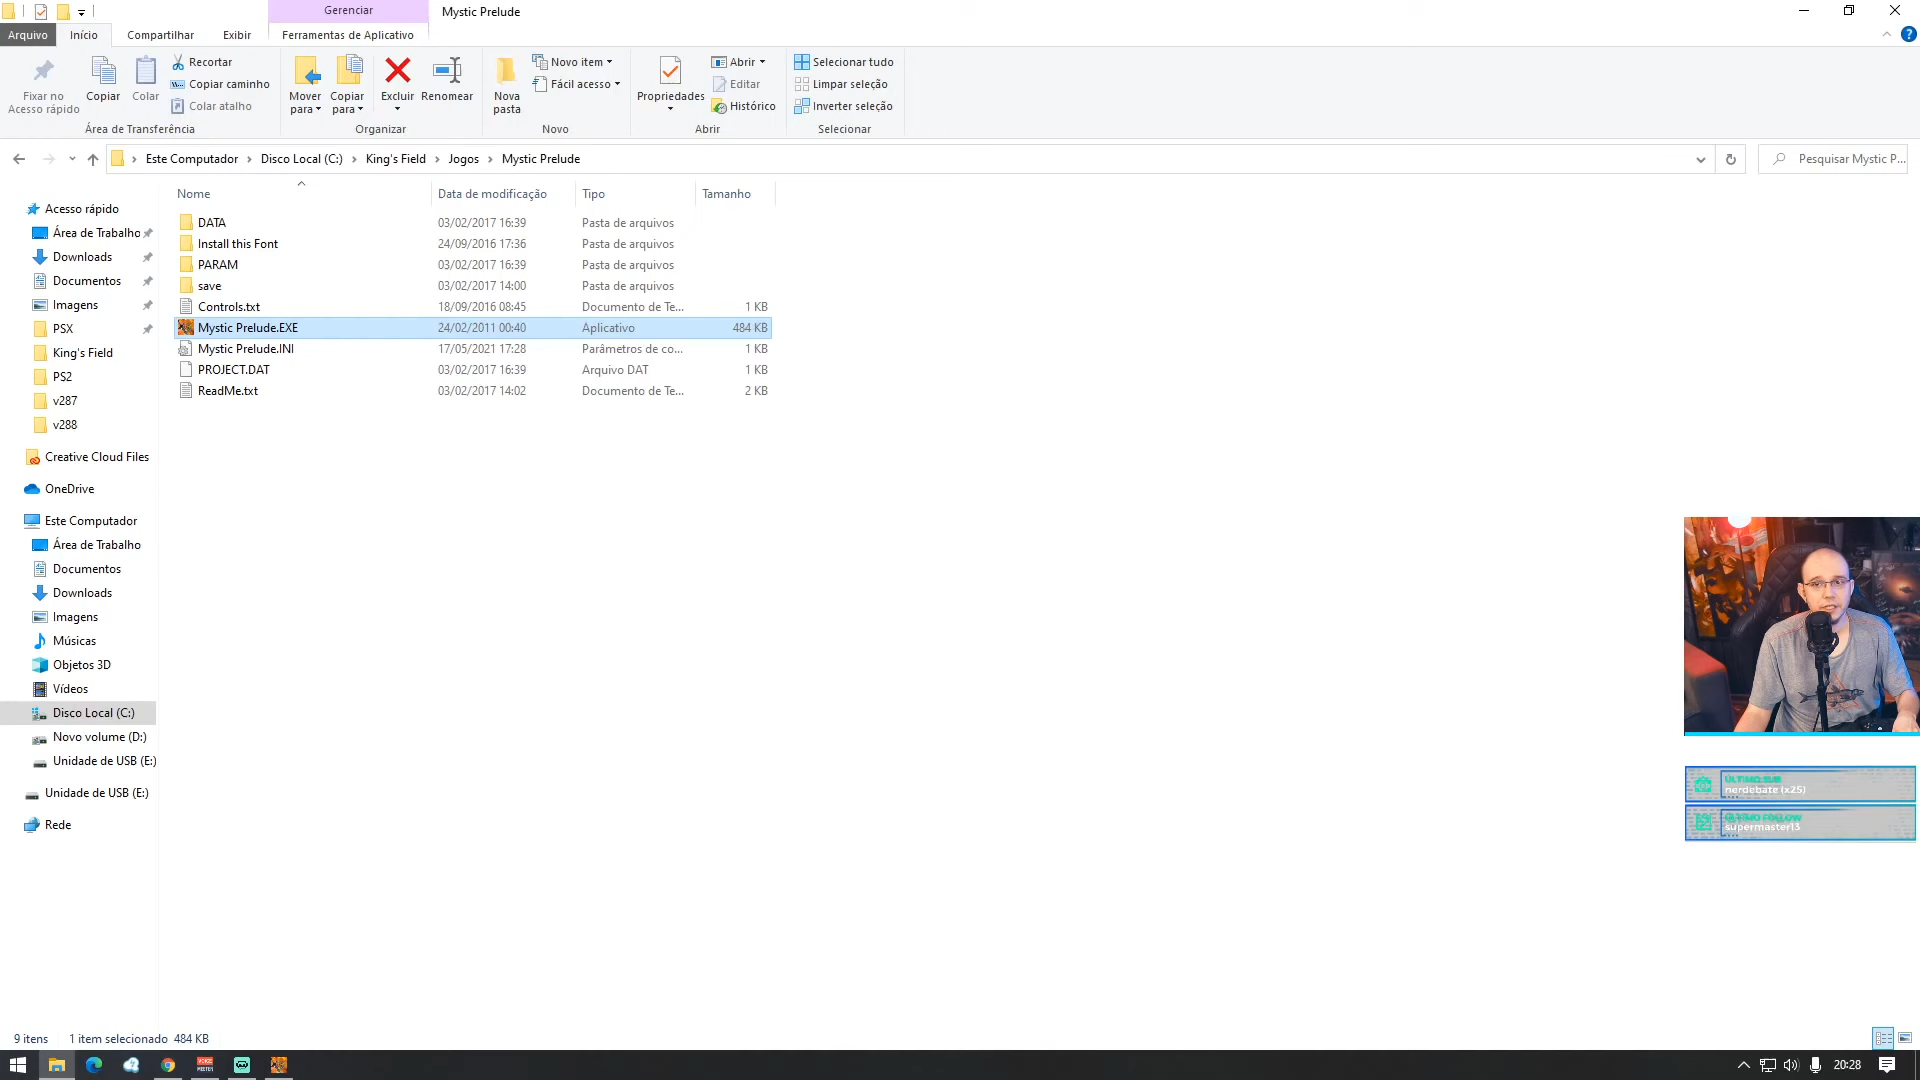 Gerenciar
Mystic Prelude
Arquivo
Início
Compartilhar
Exibir
Ferramentas de Aplicativo
Fixar no
Acesso rápido
Copiar
Colar
Recortar
Copiar caminho
Colar atalho
Área de Transferência
Mover
para
Copiar
para
Excluir
Renomear
Organizar
Nova
pasta
Novo item
Fácil acesso
Novo
Propriedades
Abrir
Editar
Histórico
Abrir
Selecionar tudo
Limpar seleção
Inverter seleção
Selecionar
Este Computador
Disco Local (C:)
King's Field
Jogos
Mystic Prelude
Pesquisar Mystic P...
Nome
Data de modificação
Tipo
Tamanho
DATA 03/02/2017 16:39 Pasta de arquivos
Install this Font 24/09/2016 17:36 Pasta de arquivos
PARAM 03/02/2017 16:39 Pasta de arquivos
save 03/02/2017 14:00 Pasta de arquivos
Controls.txt 18/09/2016 08:45 Documento de Te... 1 KB
Mystic Prelude.EXE 24/02/2011 00:40 Aplicativo 484 KB
Mystic Prelude.INI 17/05/2021 17:28 Parâmetros de co... 1 KB
PROJECT.DAT 03/02/2017 16:39 Arquivo DAT 1 KB
ReadMe.txt 03/02/2017 14:02 Documento de Te... 2 KB
Acesso rápido
Área de Trabalho
Downloads
Documentos
Imagens
PSX
King's Field
PS2
v287
v288
Creative Cloud Files
OneDrive
Este Computador
Área de Trabalho
Documentos
Downloads
Imagens
Músicas
Objetos 3D
Vídeos
Disco Local (C:)
Novo volume (D:)
Unidade de USB (E:)
Unidade de USB (E:)
Rede
ÚLTIMO SUB
nerdebate (x25)
ÚLTIMO FOLLOW
supermaster13
9 itens
1 item selecionado 484 KB
VOICE
MEETER
20:28